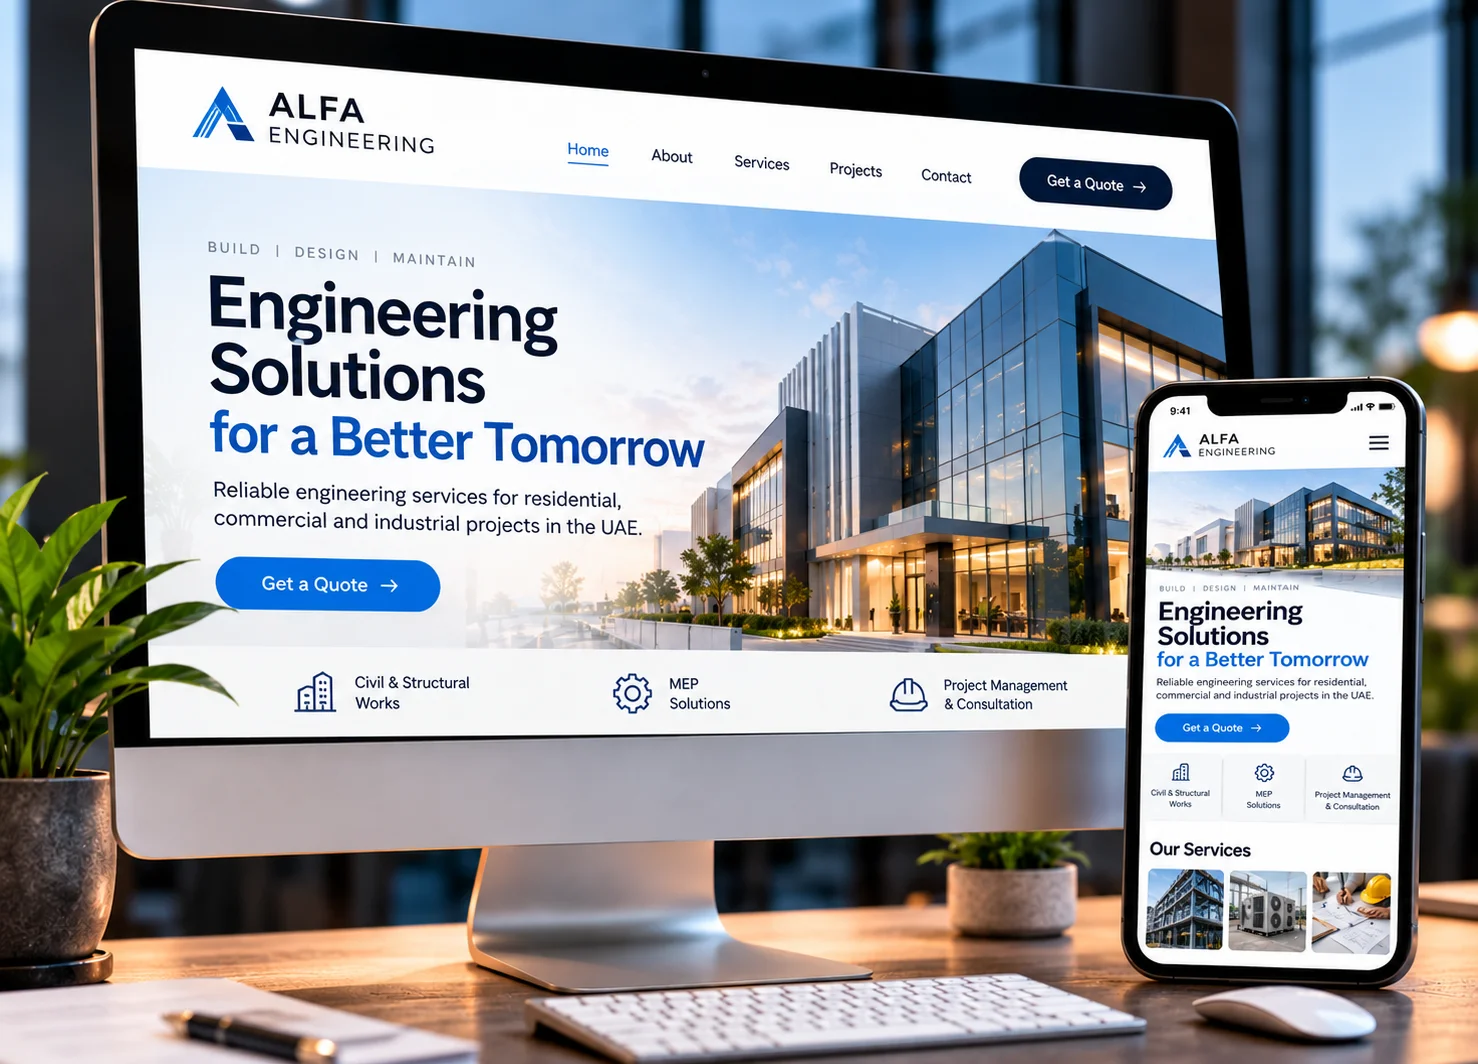 ALFA
ENGINEERING
Home
About
Services
Projects
Contact
Get a Quote →
BUILD | DESIGN | MAINTAIN
Engineering
Solutions
for a Better Tomorrow
Reliable engineering services for residential,
commercial and industrial projects in the UAE.
Get a Quote →
Civil & Structural
Works
MEP
Solutions
Project Management
& Consultation
9:41
ALFA
ENGINEERING
BUILD | DESIGN | MAINTAIN
Engineering
Solutions
for a Better Tomorrow
Reliable engineering services for residential,
commercial and industrial projects in the UAE.
Get a Quote →
Civil & Structural
Works
MEP
Solutions
Project Management
& Consultation
Our Services